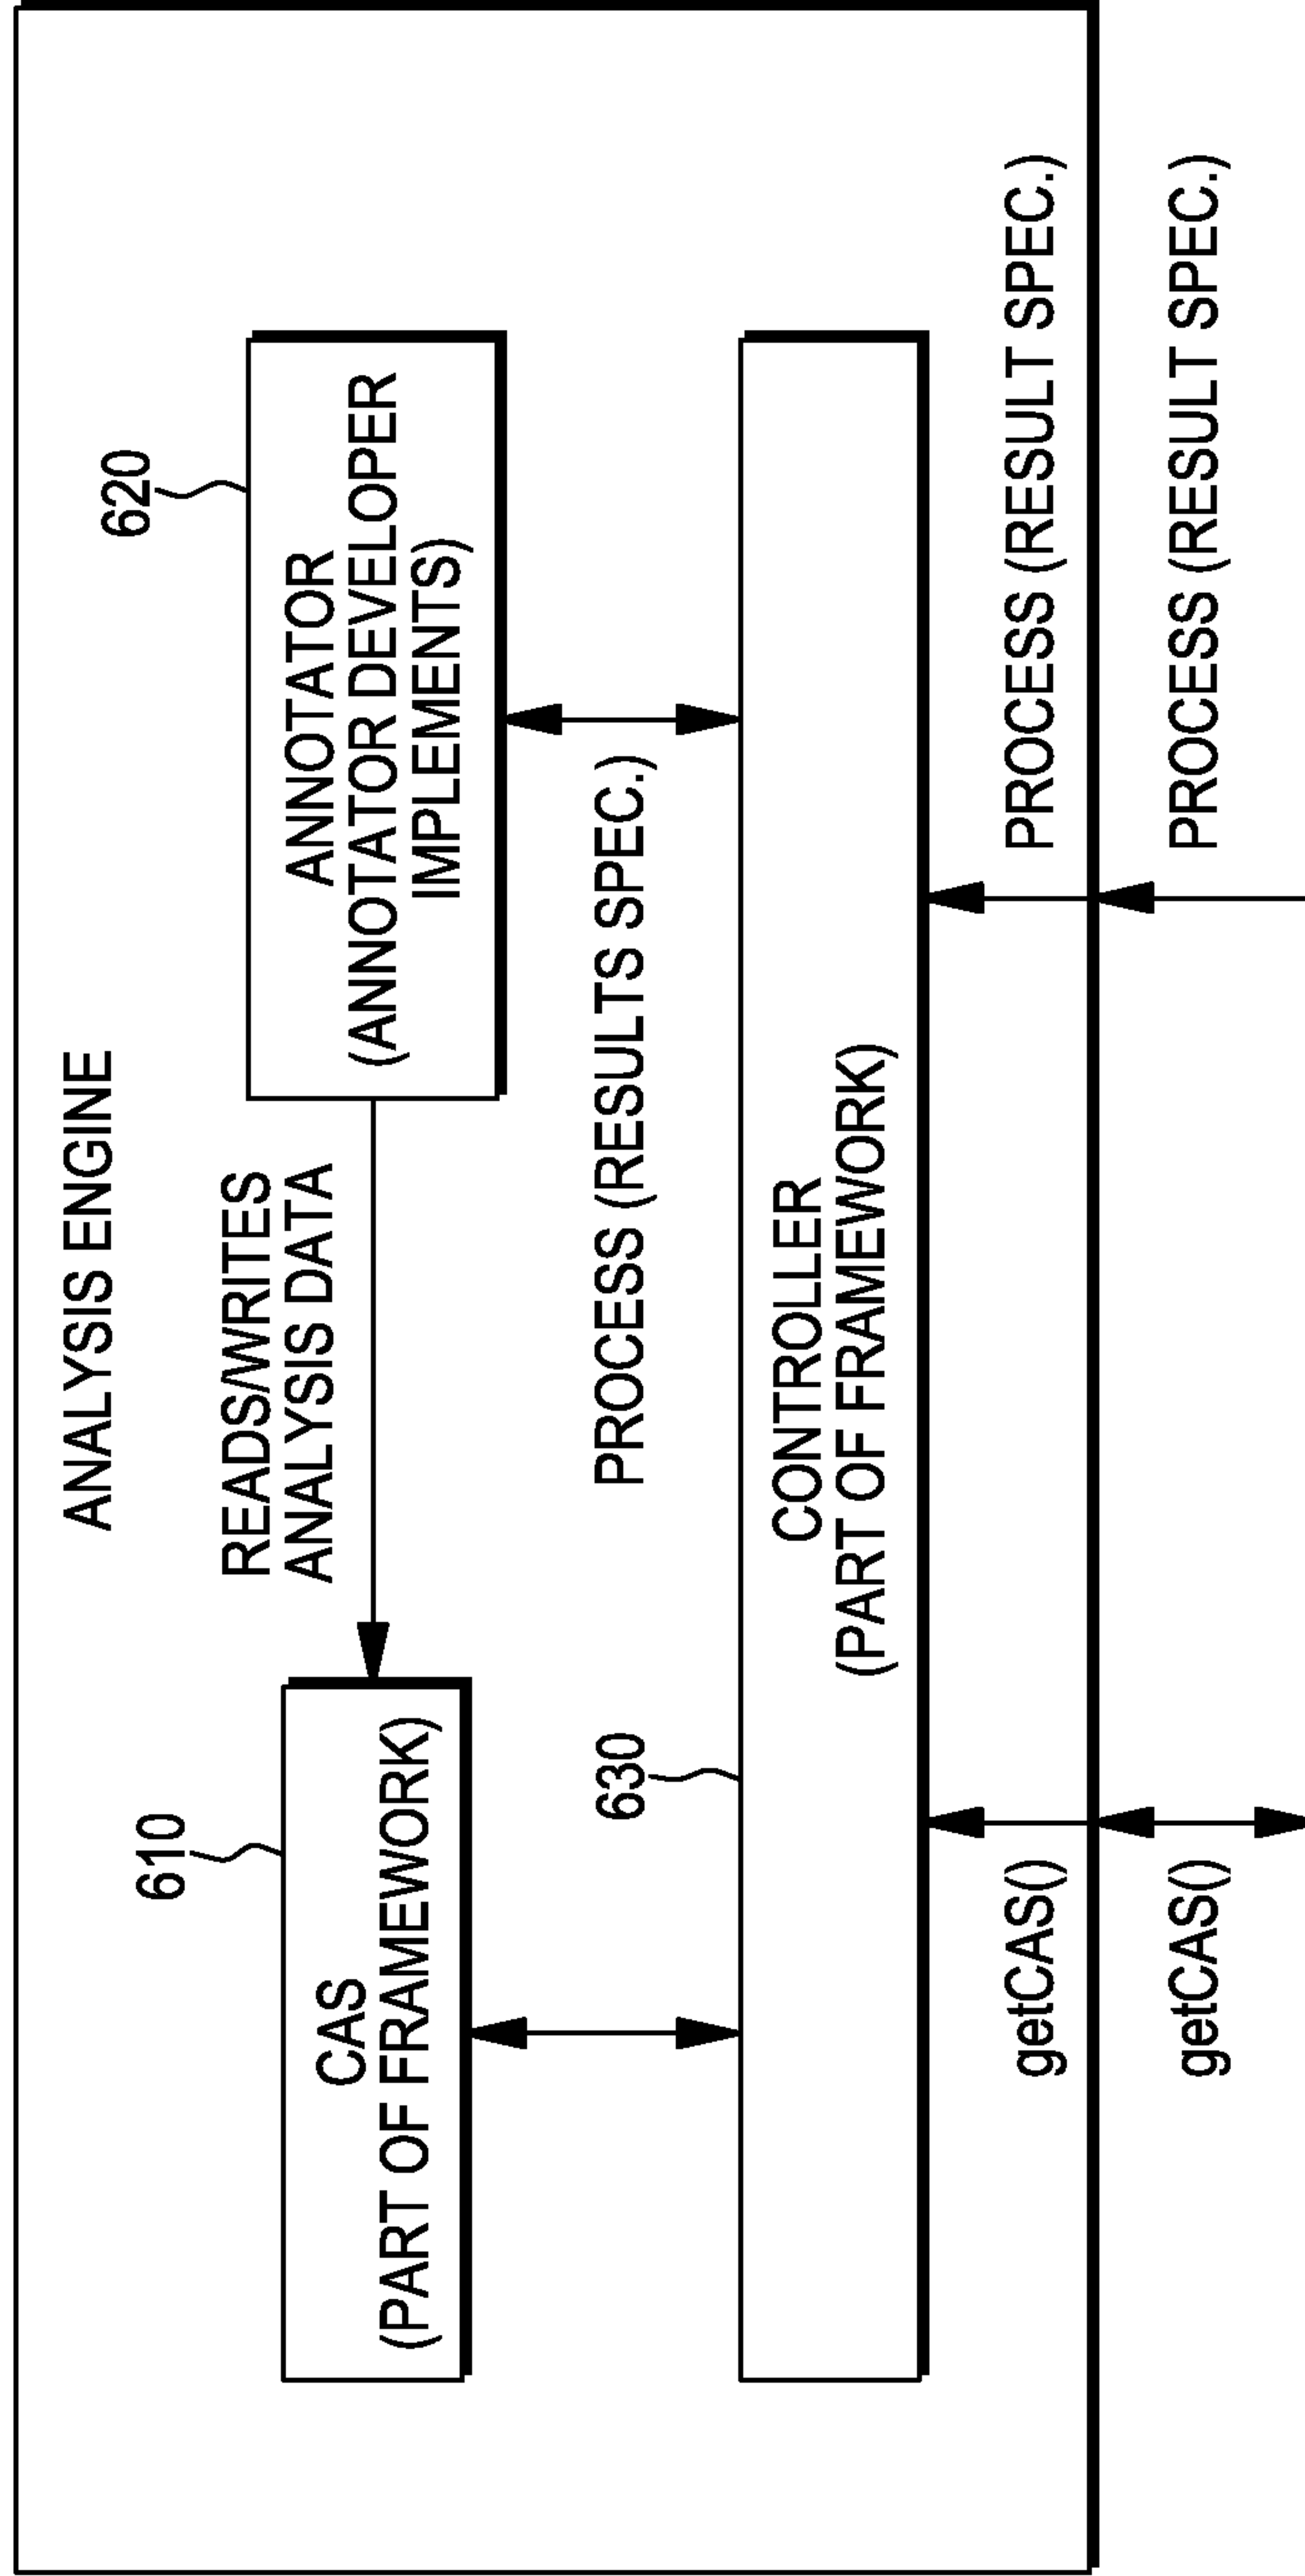 ANALYSIS ENGINE
610
CAS
(PART OF FRAMEWORK)
READS/WRITES
ANALYSIS DATA
620
ANNOTATOR
(ANNOTATOR DEVELOPER
IMPLEMENTS)
630
PROCESS (RESULTS SPEC.)
CONTROLLER
(PART OF FRAMEWORK)
getCAS()
PROCESS (RESULT SPEC.)
getCAS()
PROCESS (RESULT SPEC.)